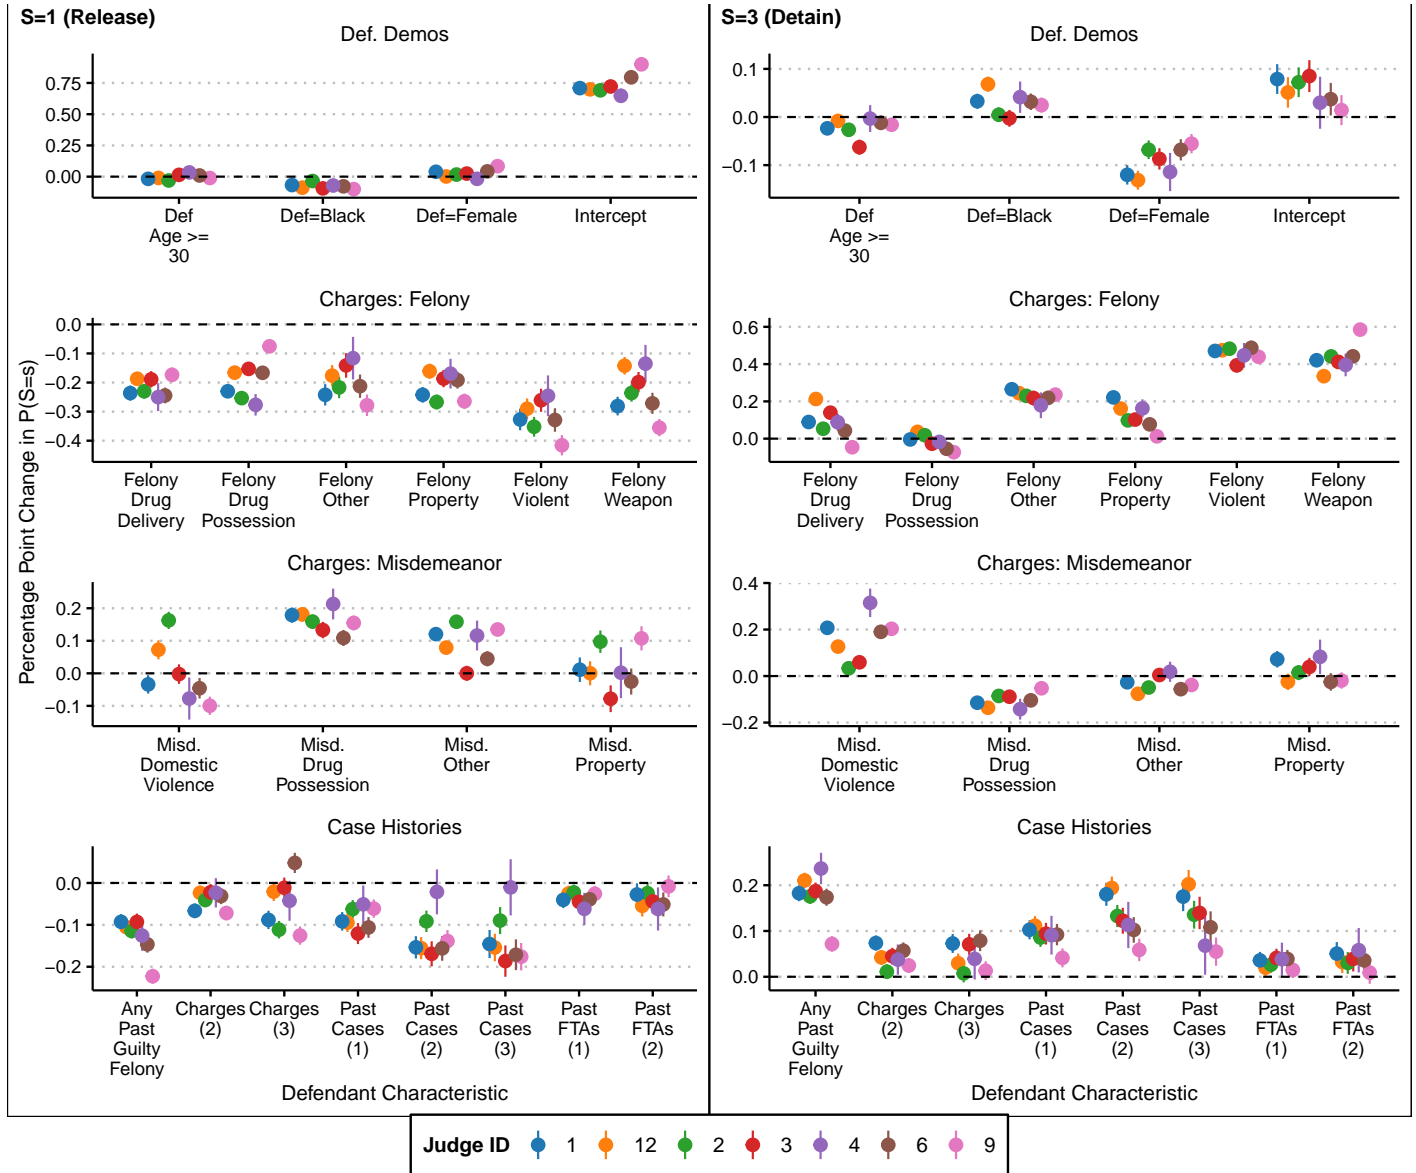 S=1 (Release)
Def. Demos
0.75
0.50
0.25
0.00
Def
Age >=
30
Def=Black
Def=Female
Intercept
Charges: Felony
0.0
−0.1
−0.2
−0.3
−0.4
Felony
Drug
Delivery
Felony
Drug
Possession
Felony
Other
Felony
Property
Felony
Violent
Felony
Weapon
Percentage Point Change in P(S=s)
Charges: Misdemeanor
0.2
0.1
0.0
−0.1
Misd.
Domestic
Violence
Misd.
Drug
Possession
Misd.
Other
Misd.
Property
Case Histories
0.0
−0.1
−0.2
Any
Past
Guilty
Felony
Charges
(2)
Charges
(3)
Past
Cases
(1)
Past
Cases
(2)
Past
Cases
(3)
Past
FTAs
(1)
Past
FTAs
(2)
Defendant Characteristic
S=3 (Detain)
Def. Demos
0.1
0.0
−0.1
Def
Age >=
30
Def=Black
Def=Female
Intercept
Charges: Felony
0.6
0.4
0.2
0.0
Felony
Drug
Delivery
Felony
Drug
Possession
Felony
Other
Felony
Property
Felony
Violent
Felony
Weapon
Charges: Misdemeanor
0.4
0.2
0.0
−0.2
Misd.
Domestic
Violence
Misd.
Drug
Possession
Misd.
Other
Misd.
Property
Case Histories
0.2
0.1
0.0
Any
Past
Guilty
Felony
Charges
(2)
Charges
(3)
Past
Cases
(1)
Past
Cases
(2)
Past
Cases
(3)
Past
FTAs
(1)
Past
FTAs
(2)
Defendant Characteristic
Judge ID 1 12 2 3 4 6 9